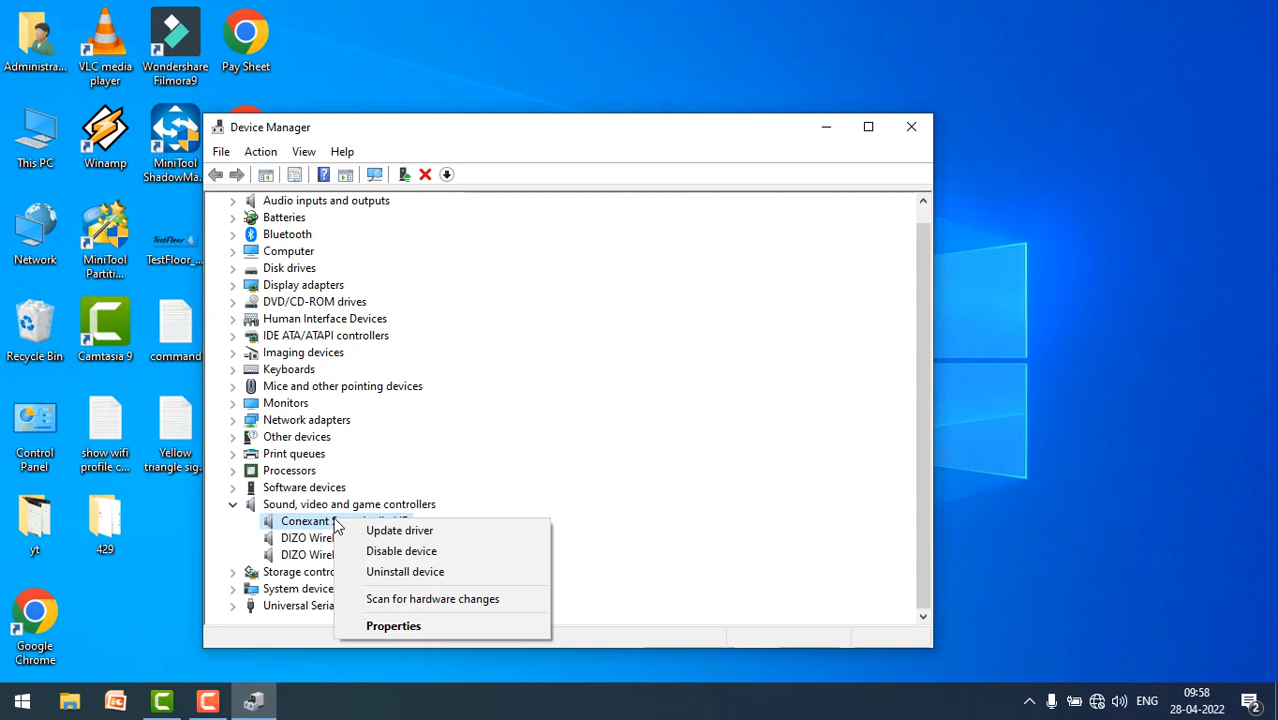 Administra...
VLC media
player
Wondershare
Filmora9
Pay Sheet
This PC
Winamp
MiniTool
ShadowMa...
Network
MiniTool
Partiti...
TestFloor
TestFloor_...
Recycle Bin
Camtasia 9
command
Control
Panel
show wifi
profile c...
Yellow
triangle sig...
yt
429
Google
Chrome
Device Manager
File Action View Help
Audio inputs and outputs
Batteries
Bluetooth
Computer
Disk drives
Display adapters
DVD/CD-ROM drives
Human Interface Devices
IDE ATA/ATAPI controllers
Imaging devices
Keyboards
Mice and other pointing devices
Monitors
Network adapters
Other devices
Print queues
Processors
Software devices
Sound, video and game controllers
Conexant
DIZO Wirel
DIZO Wirel
Storage contro
System device
Universal Seria
Update driver
Disable device
Uninstall device
Scan for hardware changes
Properties
ENG
09:58
28-04-2022
2